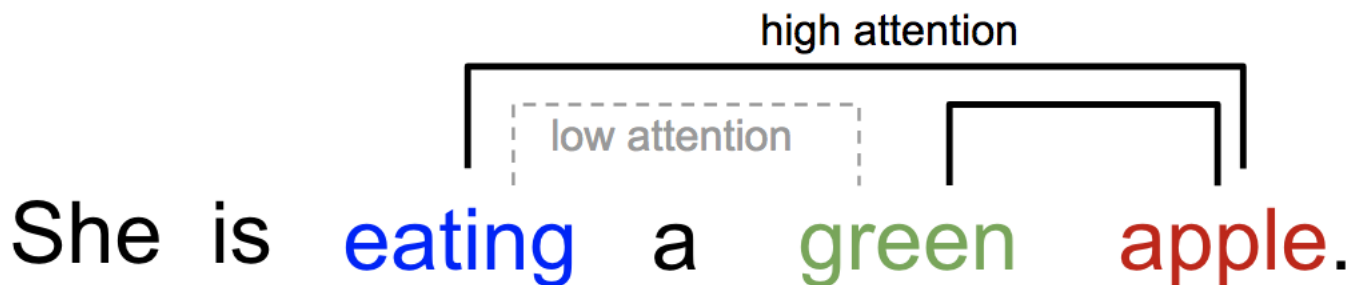 high attention
low attention
She is eating a green apple.